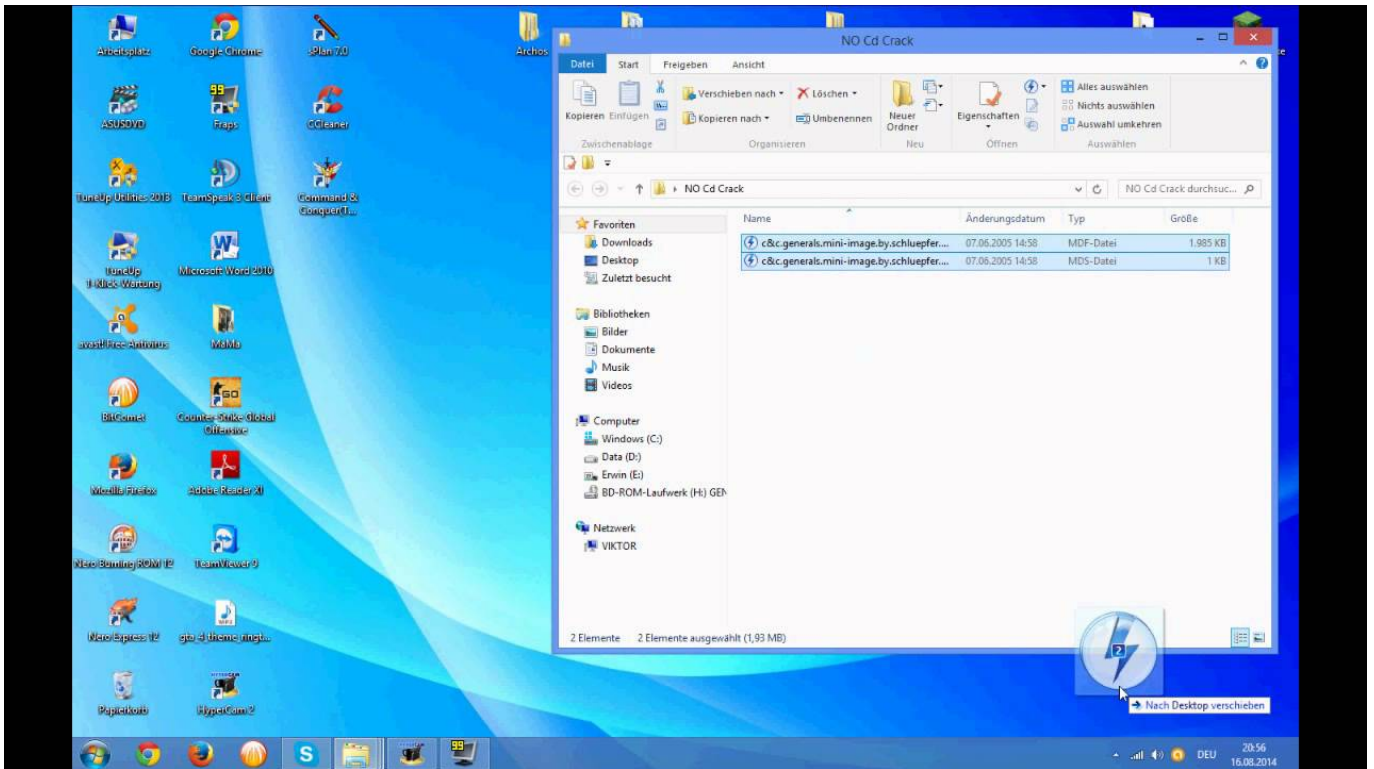 Arbeitsplatz
Google Chrome
sPlan 7.0
Archos
ASUSDVD
Fraps
CCleaner
TuneUp Utilities 2013
TeamSpeak 3 Client
Command &
Conquer(T...
TuneUp
1-Klick-Wartung
Microsoft Word 2010
avast! Free Antivirus
MaMo
BitComet
Counter-Strike Global
Offensive
Mozilla Firefox
Adobe Reader XI
Nero Burning ROM 12
TeamViewer 9
Nero Express 12
gta 4 theme ringt...
Papierkorb
HyperCam 2
NO Cd Crack
Datei
Start
Freigeben
Ansicht
Kopieren
Einfügen
Verschieben nach
Kopieren nach
Löschen
Umbenennen
Neuer
Ordner
Eigenschaften
Alles auswählen
Nichts auswählen
Auswahl umkehren
Zwischenablage
Organisieren
Neu
Öffnen
Auswählen
NO Cd Crack
NO Cd Crack durchsuc...
Name
Änderungsdatum
Typ
Größe
c&c.generals.mini-image.by.schluepfer.... 07.06.2005 14:58 MDF-Datei 1.985 KB
c&c.generals.mini-image.by.schluepfer.... 07.06.2005 14:58 MDS-Datei 1 KB
Favoriten
Downloads
Desktop
Zuletzt besucht
Bibliotheken
Bilder
Dokumente
Musik
Videos
Computer
Windows (C:)
Data (D:)
Erwin (E:)
BD-ROM-Laufwerk (H:) GEN
Netzwerk
VIKTOR
2 Elemente 2 Elemente ausgewählt (1,93 MB)
2
Nach Desktop verschieben
99
GO
99
DEU
20:56
16.08.2014